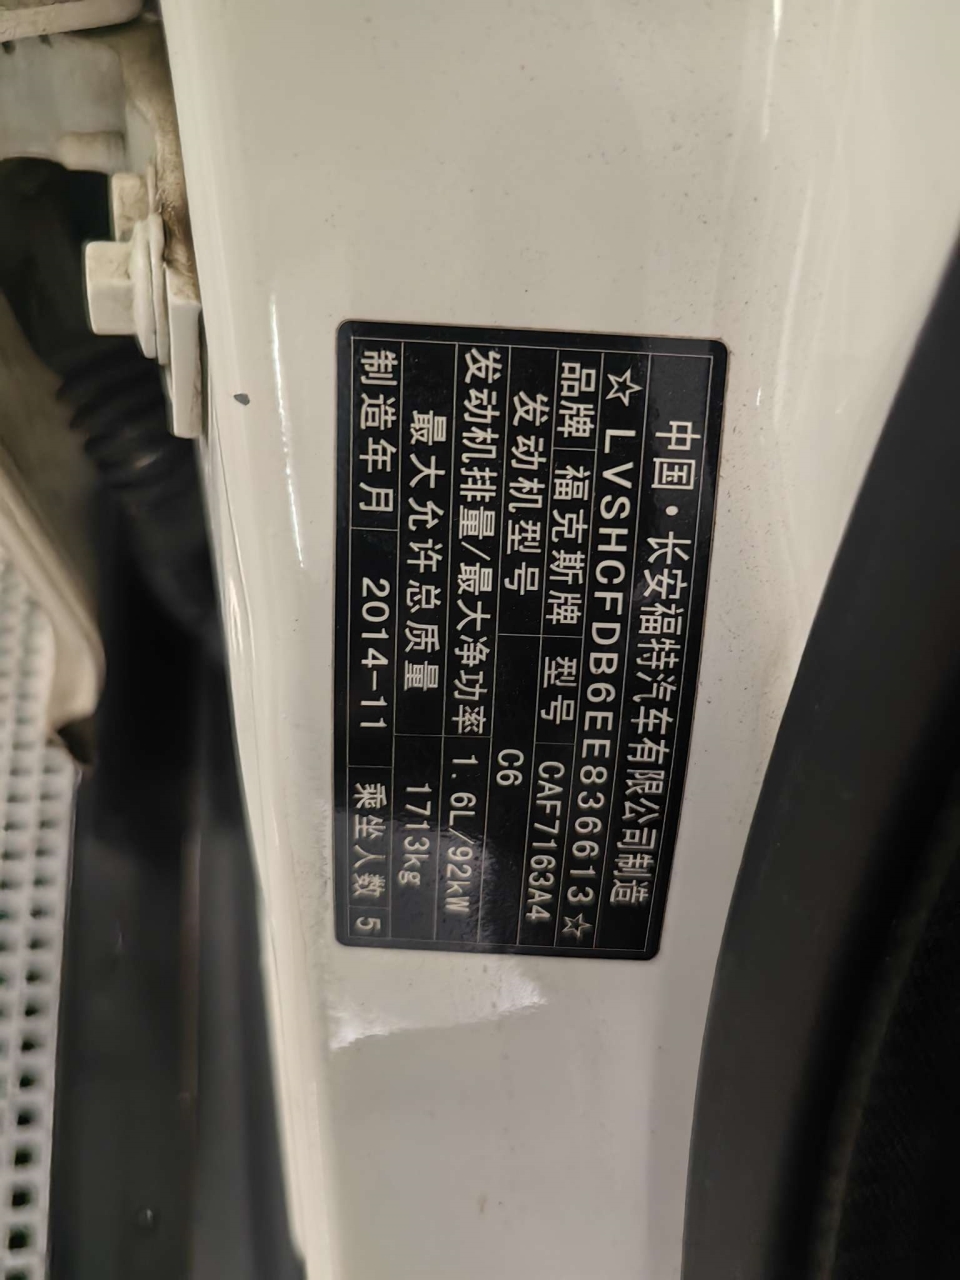 中国·长安福特汽车有限公司制造
☆LVSHCFDB6EE836613☆
品牌 福克斯牌 型号 CAF7163A4
发动机型号 C6
发动机排量/最大净功率 1.6L/92kW
最大允许总质量 1713kg
制造年月 2014-11 乘坐人数 5